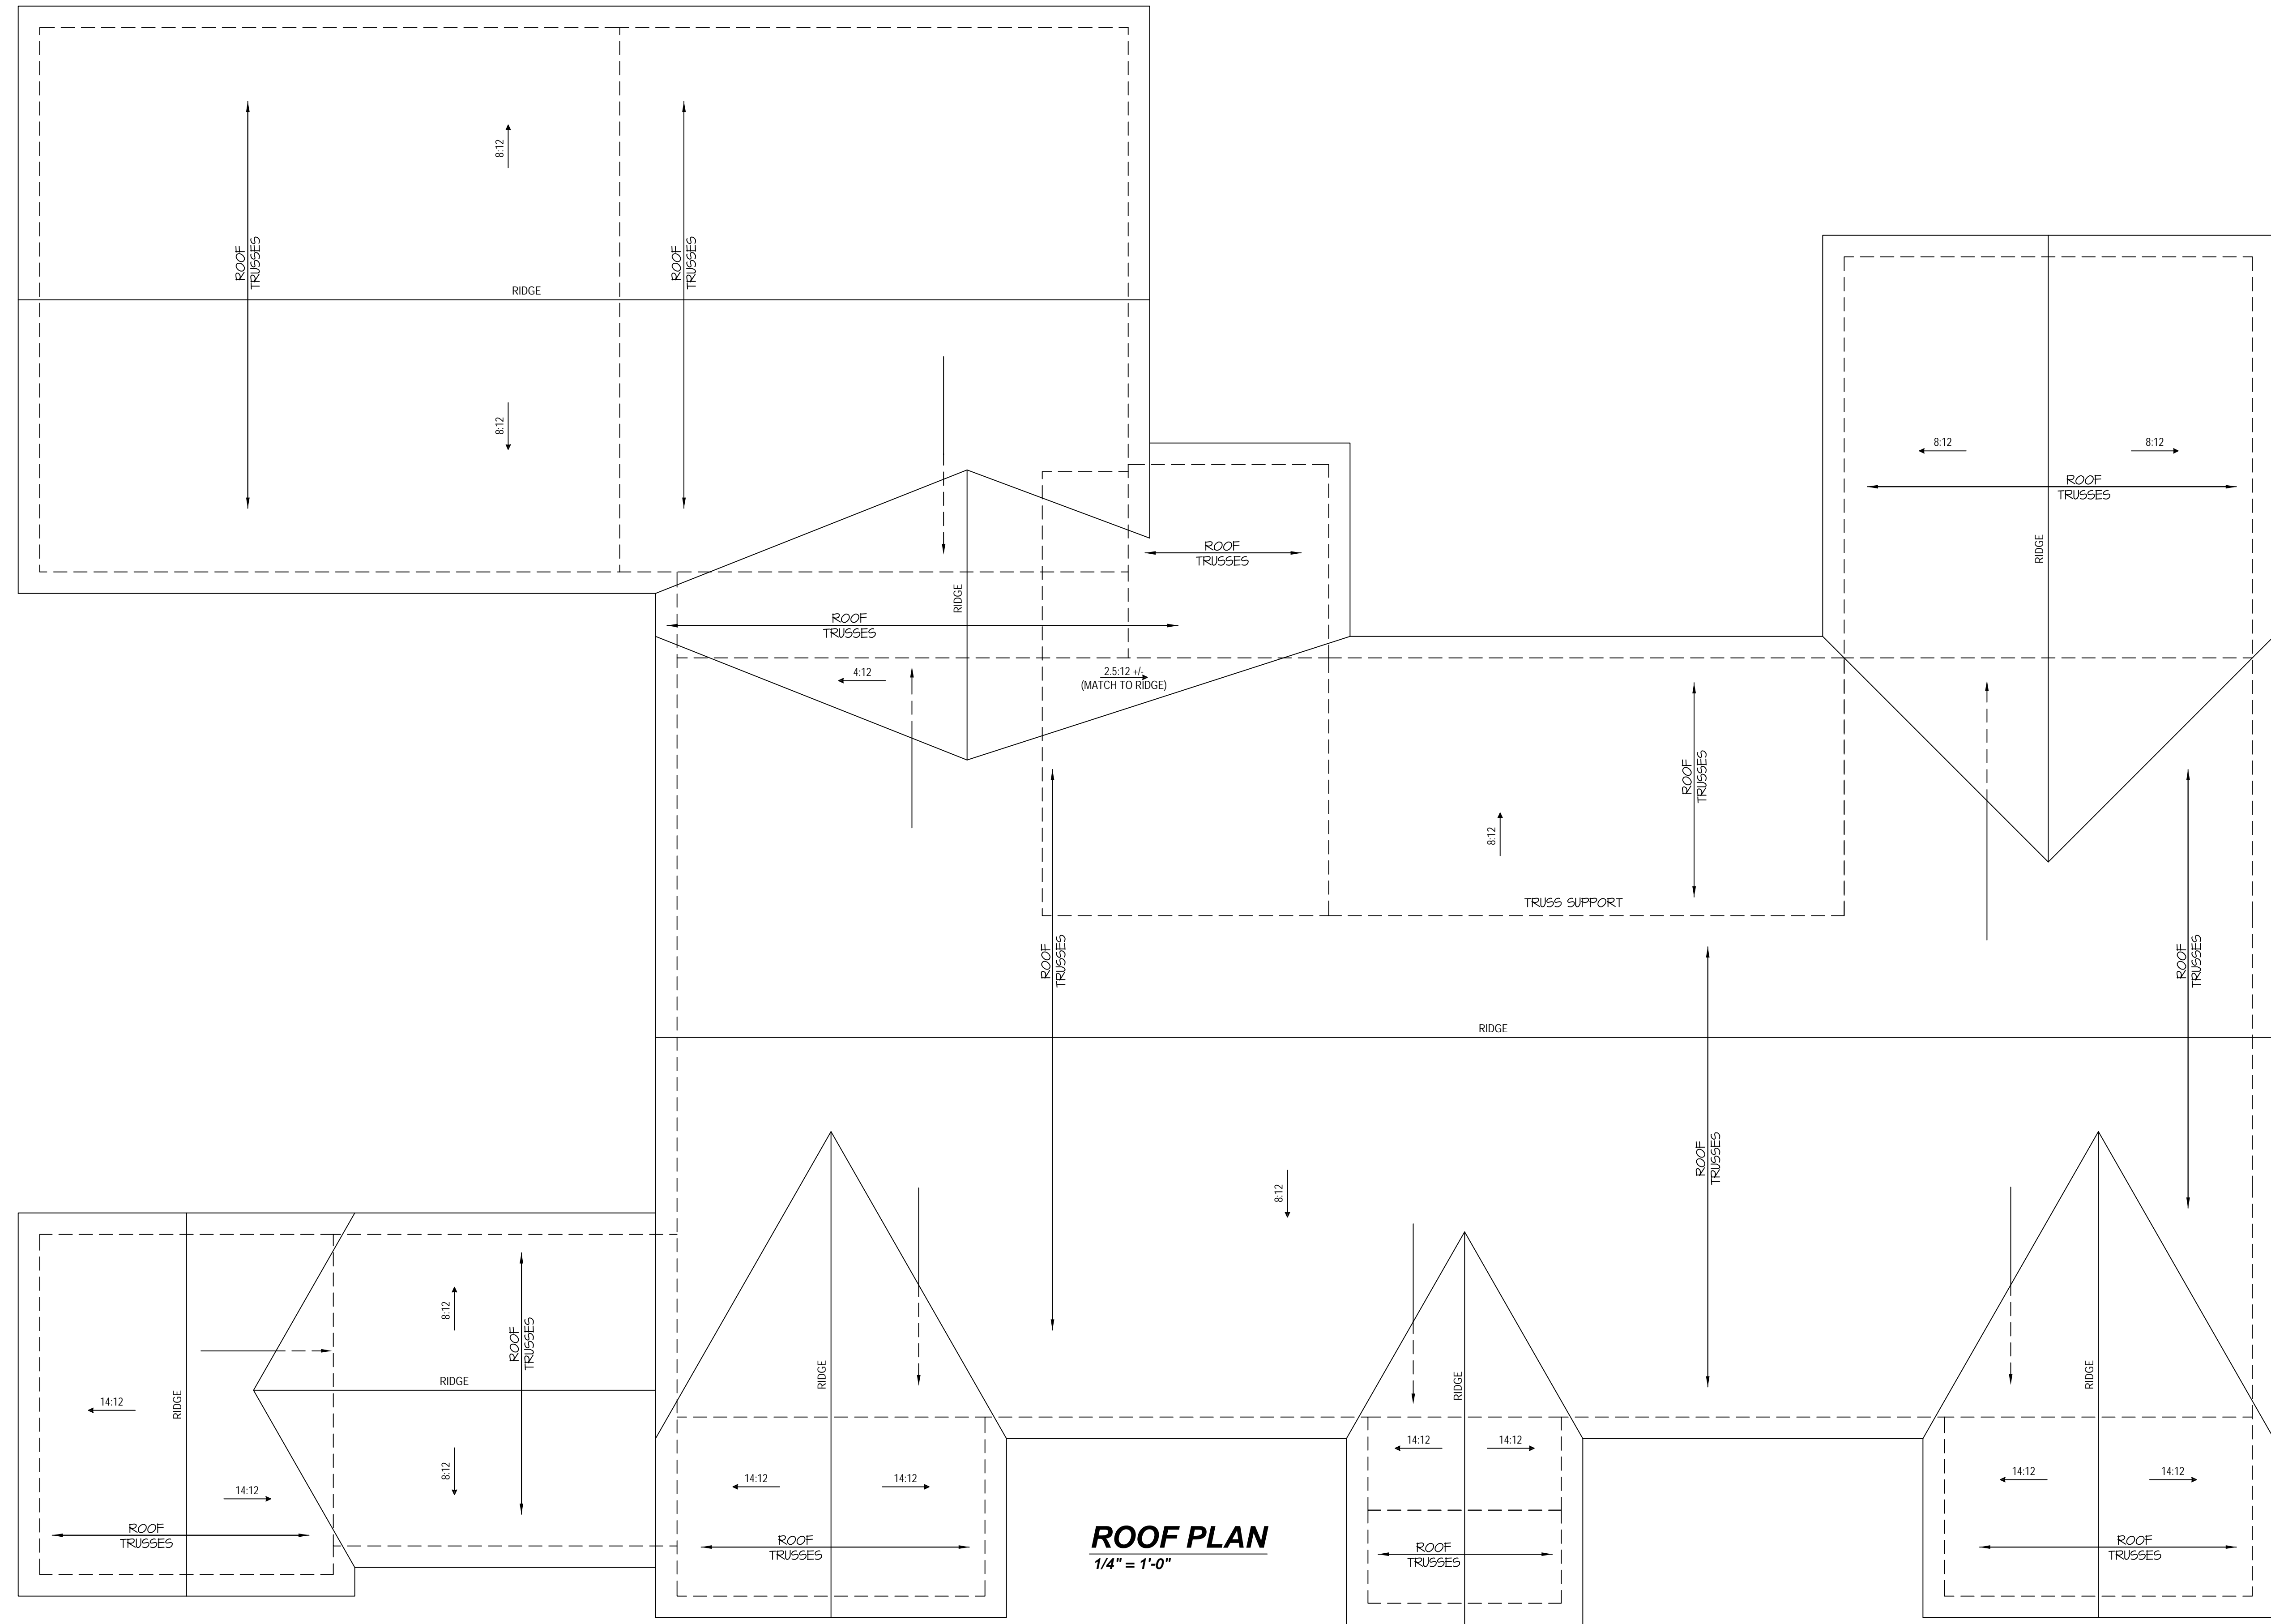 8:12
ROOF
TRUSSES
ROOF
TRUSSES
RIDGE
8:12
8:12
8:12
ROOF
TRUSSES
RIDGE
ROOF
TRUSSES
RIDGE
ROOF
TRUSSES
4:12
2.5:12 +/-
(MATCH TO RIDGE)
ROOF
TRUSSES
8:12
TRUSS SUPPORT
ROOF
TRUSSES
ROOF
TRUSSES
RIDGE
ROOF
TRUSSES
8:12
8:12
ROOF
TRUSSES
RIDGE
RIDGE
14:12
RIDGE
8:12
14:12
ROOF
TRUSSES
RIDGE
14:12
14:12
ROOF
TRUSSES
RIDGE
14:12
14:12
ROOF
TRUSSES
RIDGE
14:12
14:12
ROOF
TRUSSES
ROOF PLAN
1/4" = 1'-0"